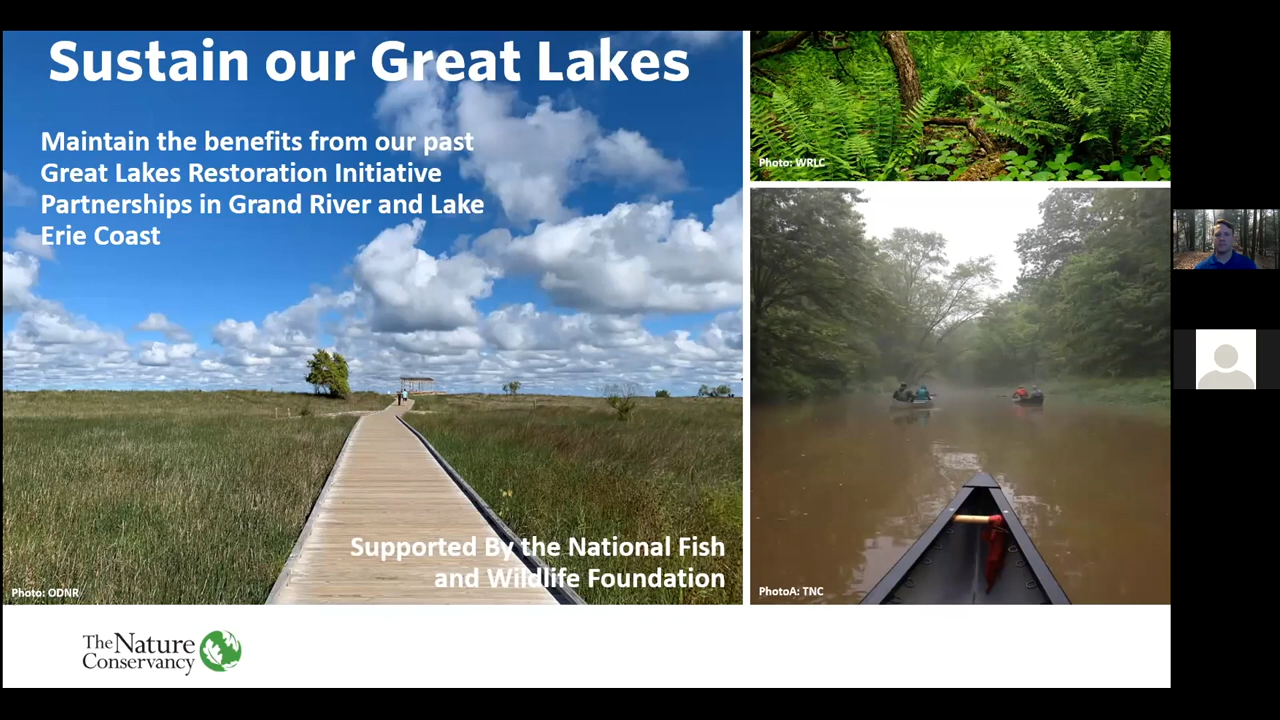 Sustain our Great Lakes
Maintain the benefits from our past
Great Lakes Restoration Initiative
Partnerships in Grand River and Lake
Erie Coast
Supported By the National Fish
and Wildlife Foundation
Photo: ODNR
Photo: WRLC
PhotoA: TNC
The Nature
Conservancy